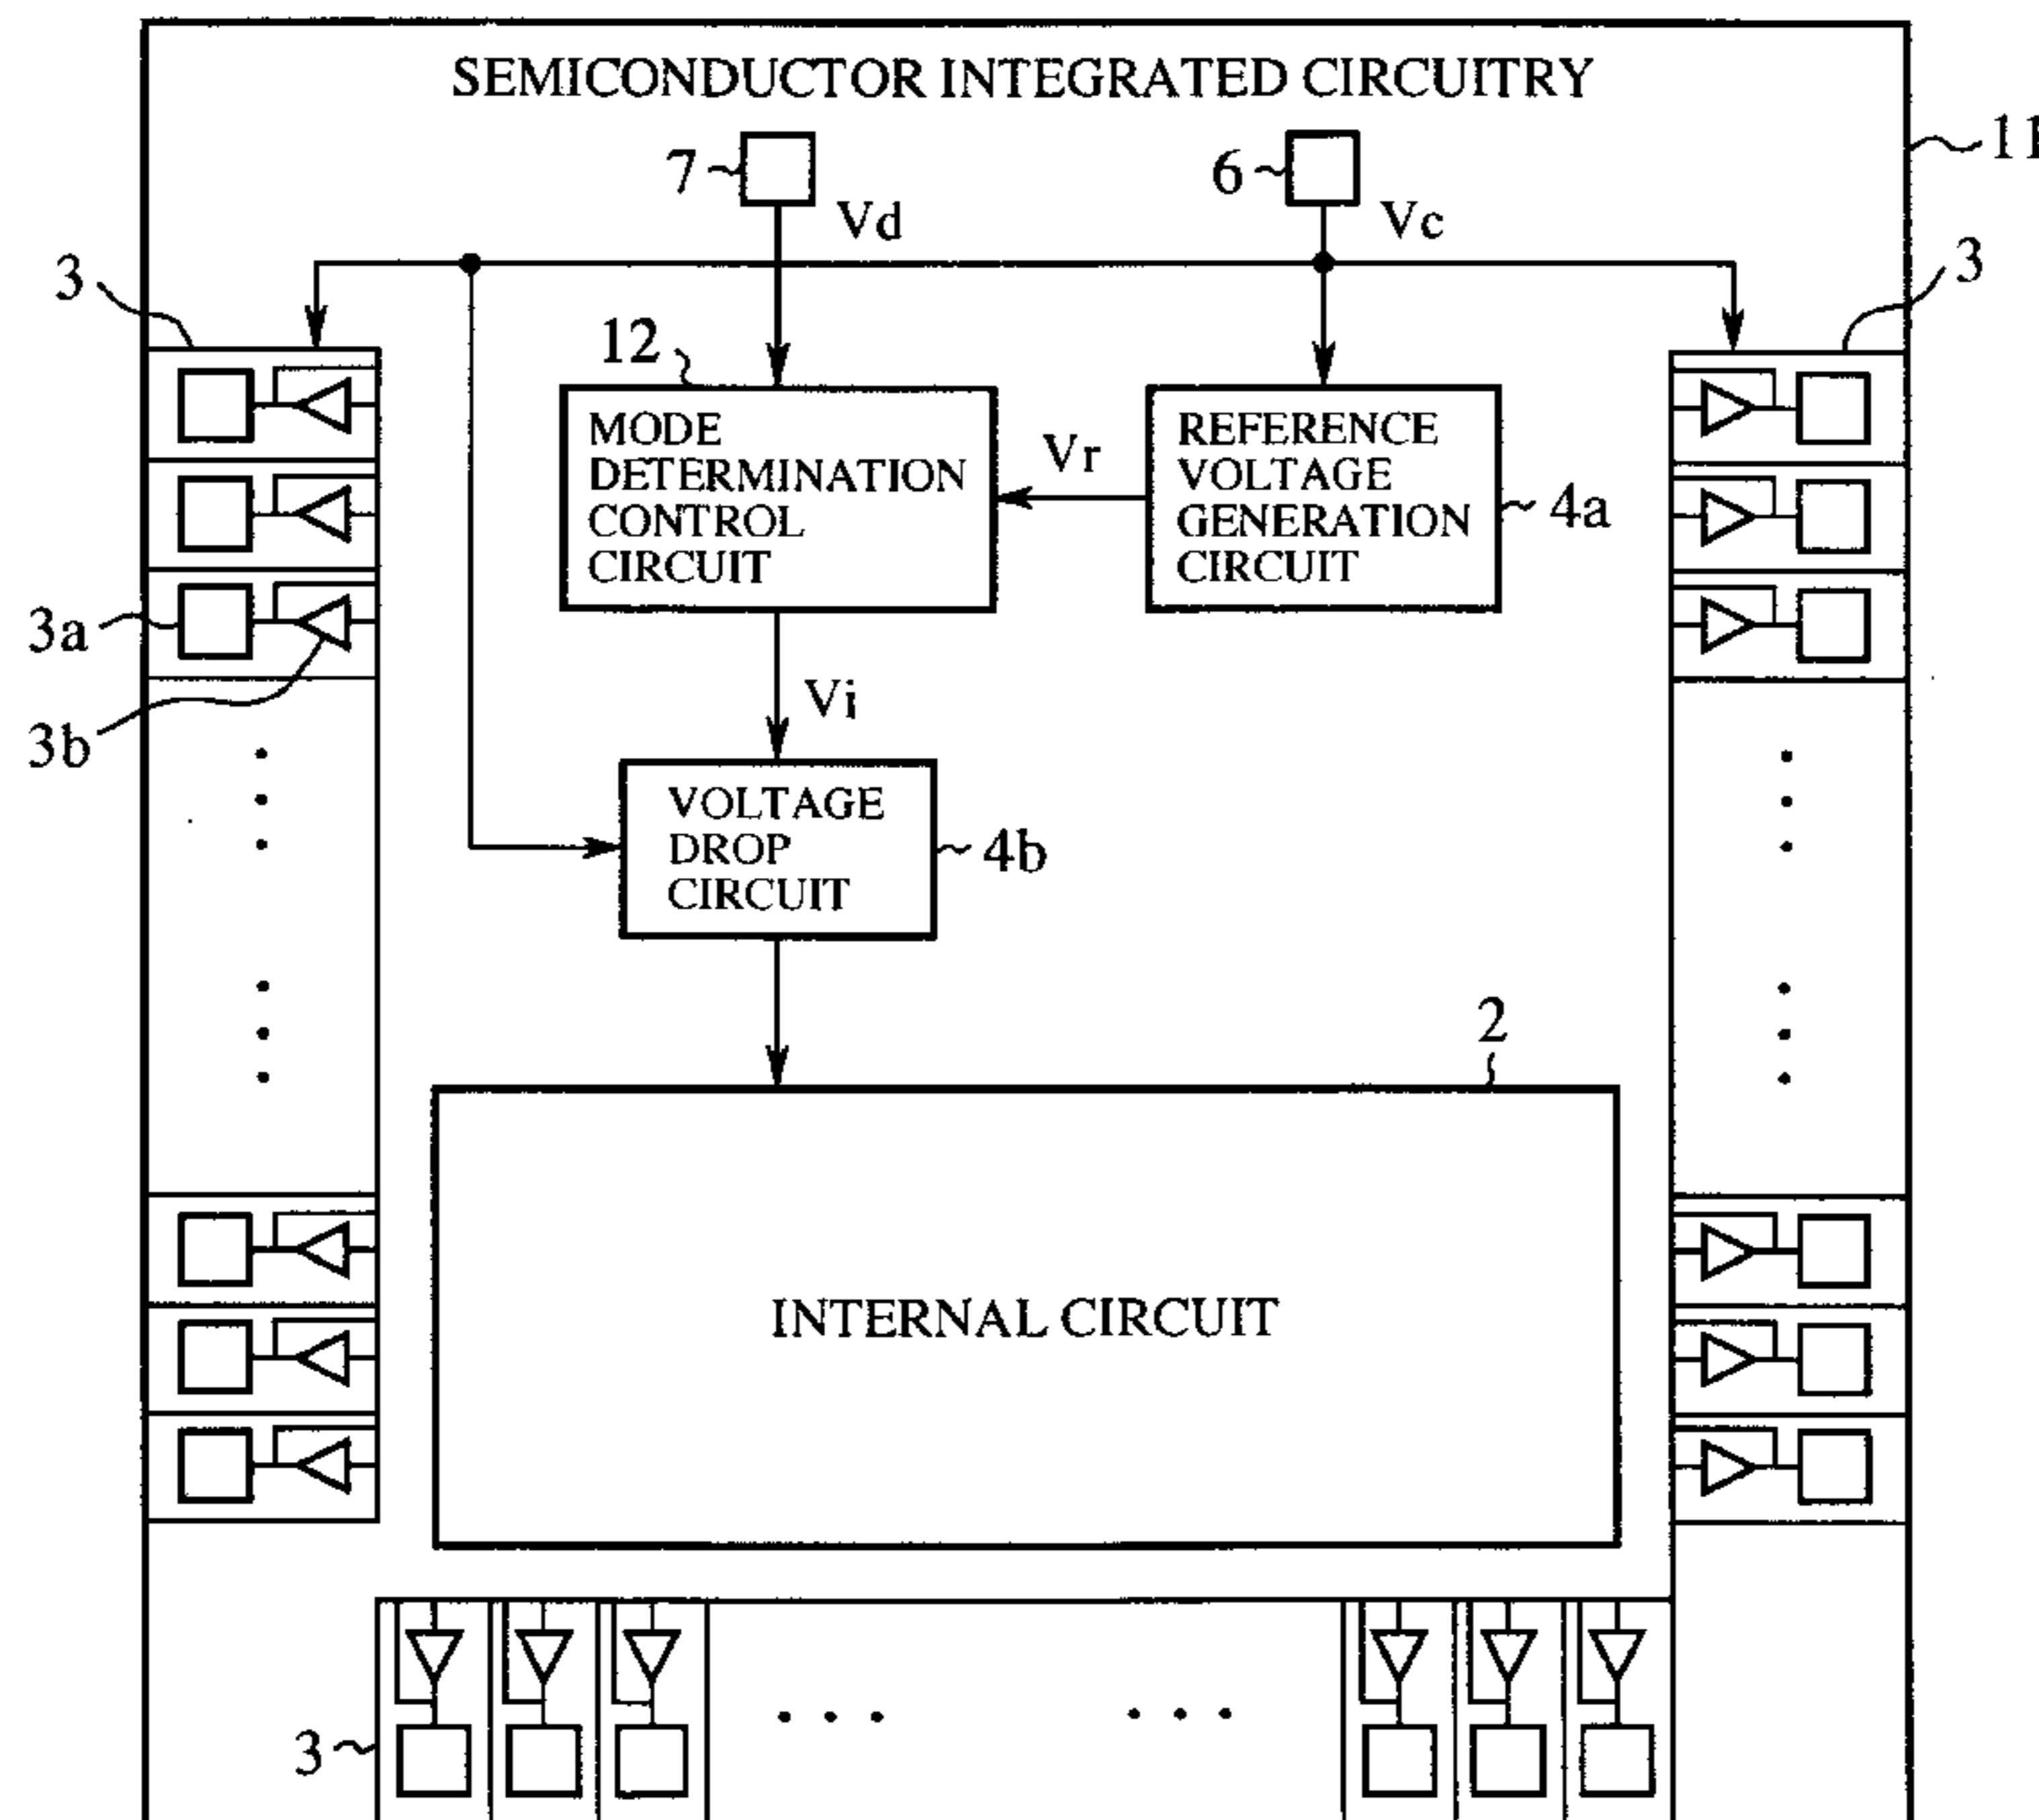 SEMICONDUCTOR INTEGRATED CIRCUITRY
11
7
6
Vd
Vc
3
3
12
MODE
DETERMINATION
CONTROL
CIRCUIT
Vr
REFERENCE
VOLTAGE
GENERATION
CIRCUIT
4a
3a
3b
Vi
VOLTAGE
DROP
CIRCUIT
4b
2
INTERNAL CIRCUIT
3